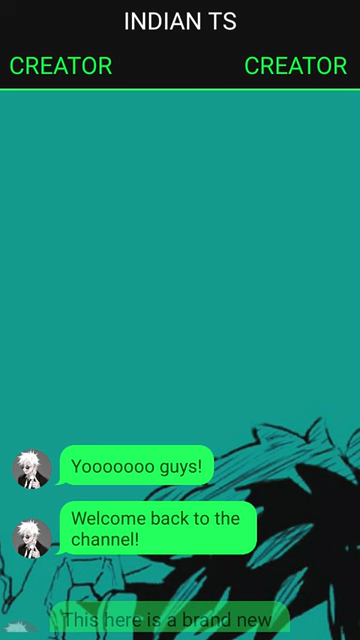 INDIAN TS
CREATOR CREATOR
Yooooooo guys!
Welcome back to the
channel!
This here is a brand new